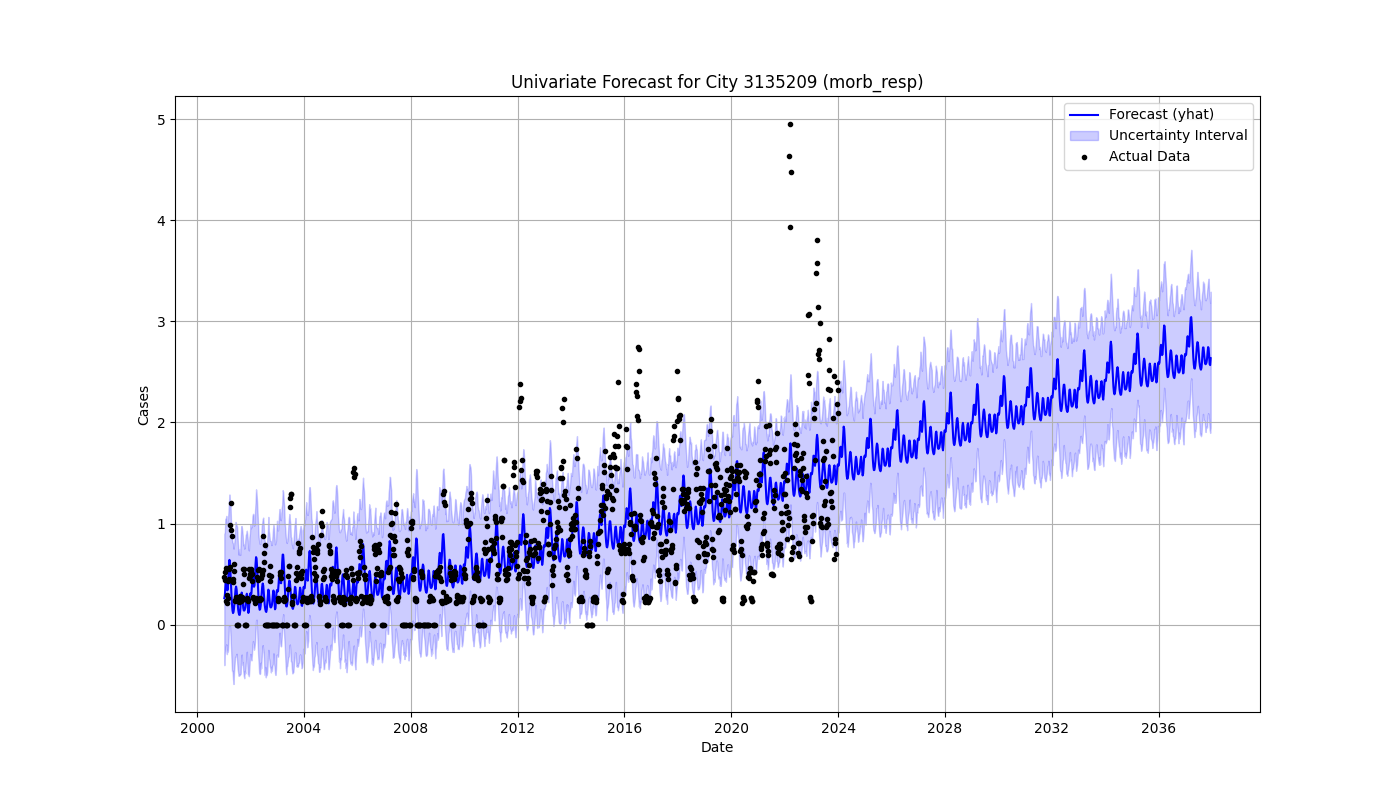 Univariate Forecast for City 3135209 (morb_resp)
Forecast (yhat)
Uncertainty Interval
Actual Data
5
4
3
2
1
0
Cases
2000 2004 2008 2012 2016 2020 2024 2028 2032 2036
Date